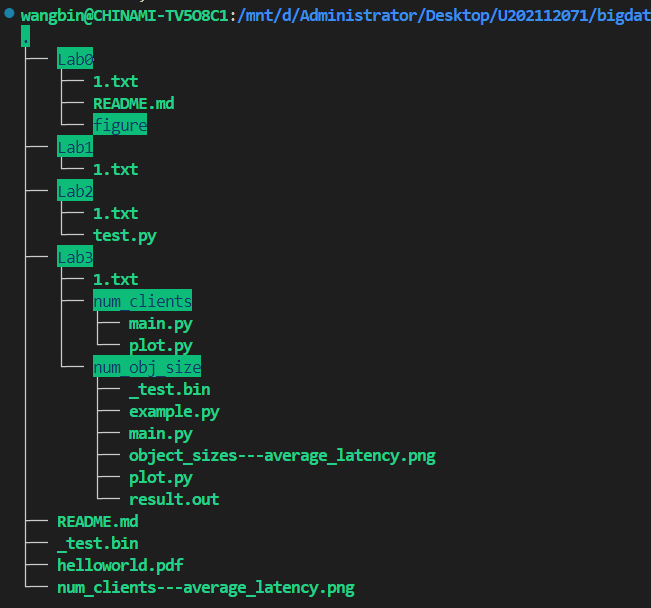 wangbin@CHINAMI-TV5O8C1:/mnt/d/Administrator/Desktop/U202112071/bigdat
.
├── Lab0
│   ├── 1.txt
│   ├── README.md
│   └── figure
├── Lab1
│   └── 1.txt
├── Lab2
│   ├── 1.txt
│   └── test.py
├── Lab3
│   ├── 1.txt
│   ├── num_clients
│   │   ├── main.py
│   │   └── plot.py
│   └── num_obj_size
│       ├── _test.bin
│       ├── example.py
│       ├── main.py
│       ├── object_sizes---average_latency.png
│       ├── plot.py
│       └── result.out
├── README.md
├── _test.bin
├── helloworld.pdf
└── num_clients---average_latency.png